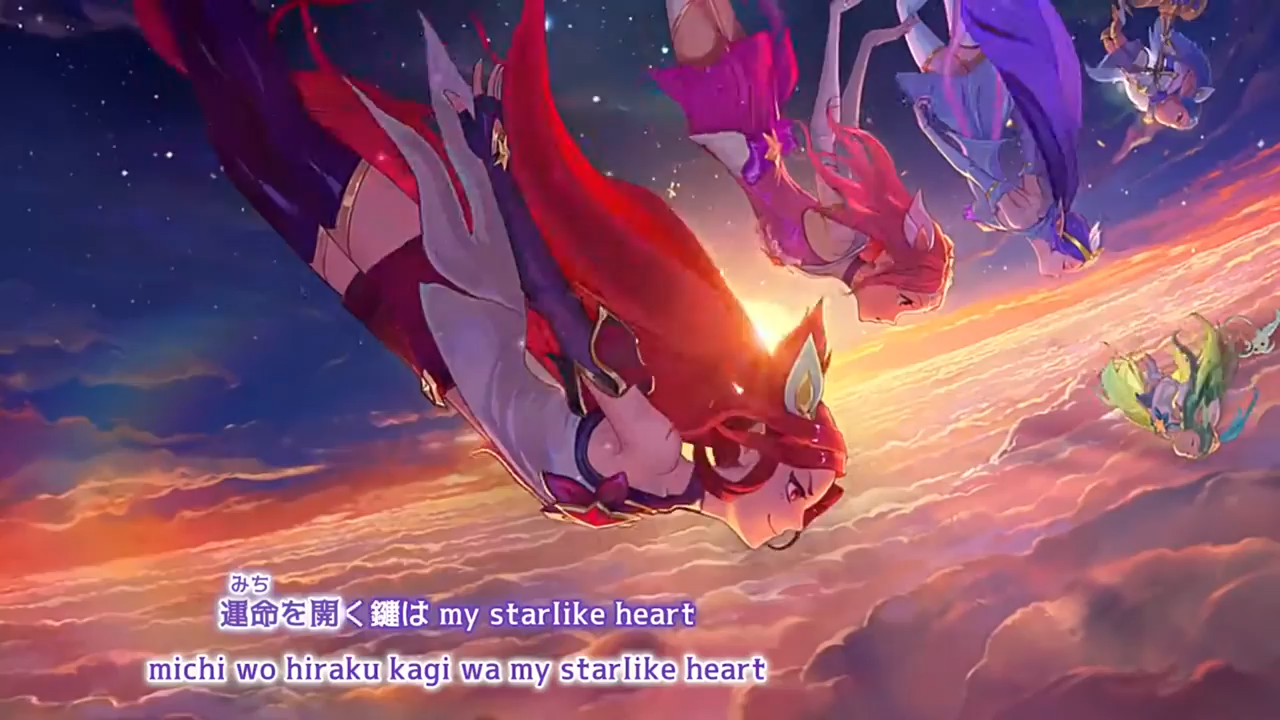 みち
運命を開く鍵は my starlike heart
michi wo hiraku kagi wa my starlike heart